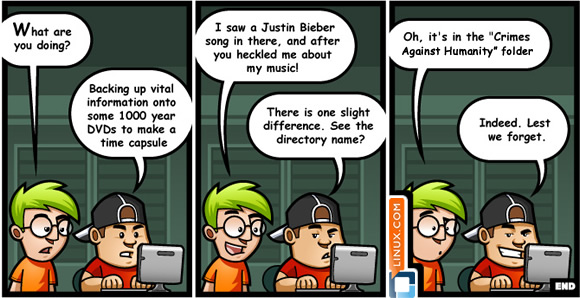 What are
you doing?
Backing up vital
information onto
some 1000 year
DVDs to make a
time capsule
I saw a Justin Bieber
song in there, and after
you heckled me about
my music!
There is one slight
difference. See the
directory name?
Oh, it's in the "Crimes
Against Humanity" folder
Indeed. Lest
we forget.
LINUX.COM
END